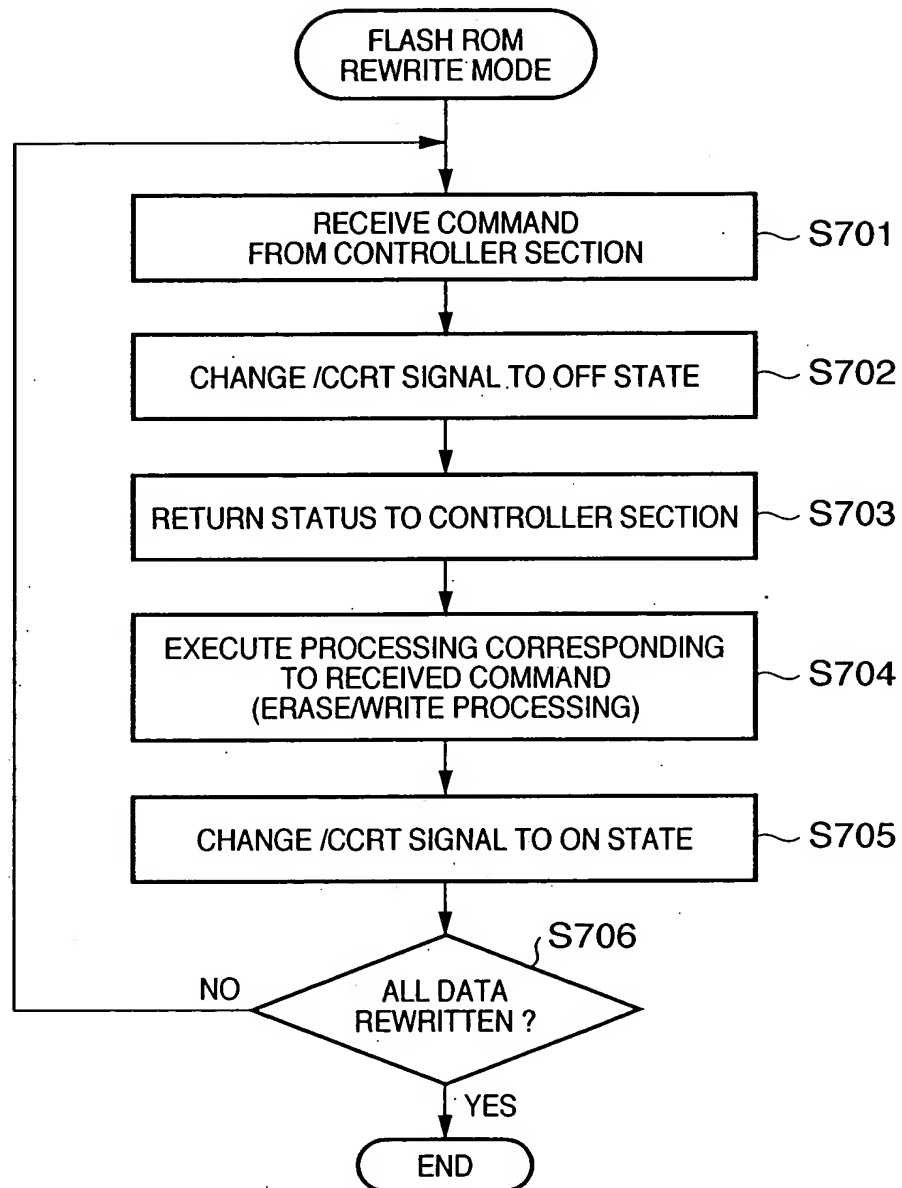 FLASH ROM
REWRITE MODE
RECEIVE COMMAND
FROM CONTROLLER SECTION
S701
CHANGE /CCRT SIGNAL TO OFF STATE
S702
RETURN STATUS TO CONTROLLER SECTION
S703
EXECUTE PROCESSING CORRESPONDING
TO RECEIVED COMMAND
(ERASE/WRITE PROCESSING)
S704
CHANGE /CCRT SIGNAL TO ON STATE
S705
S706
NO
ALL DATA
REWRITTEN ?
YES
END